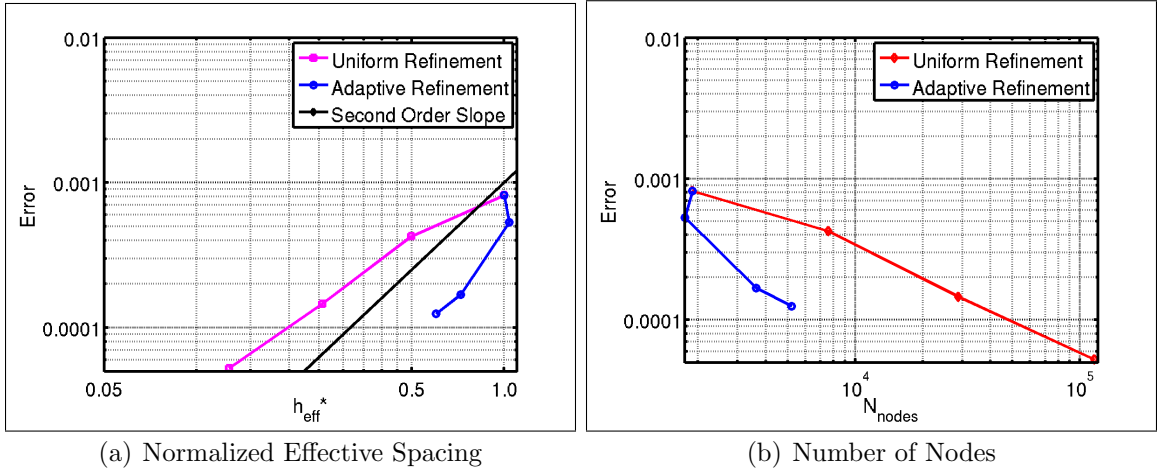 0.01
0.001
0.0001
Error
Uniform Refinement
Adaptive Refinement
Second Order Slope
0.05
0.5
1.0
h_eff*
(a) Normalized Effective Spacing
0.01
0.001
0.0001
Error
Uniform Refinement
Adaptive Refinement
10^4
10^5
N_nodes
(b) Number of Nodes